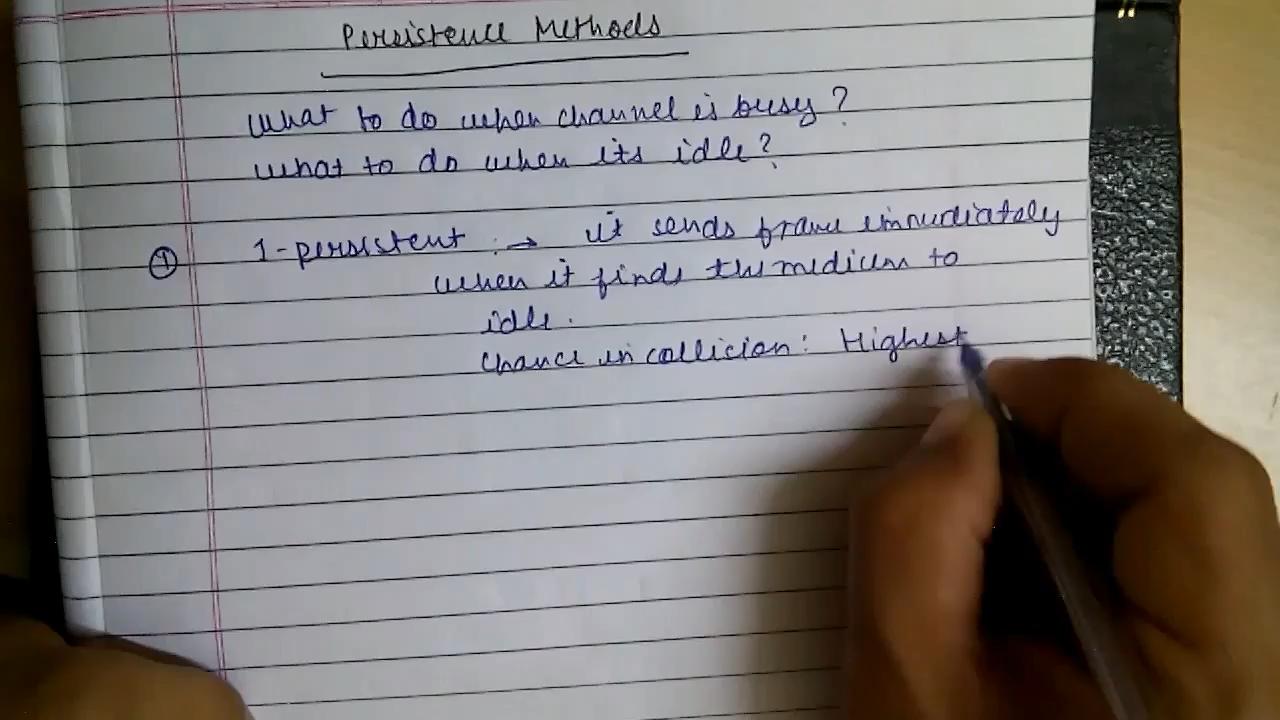 Persistence Methods
What to do when channel is busy?
What to do when its idle?
① 1-persistent : → it sends frame immediately
when it finds the medium to
idle.
Chance in collision: Highest